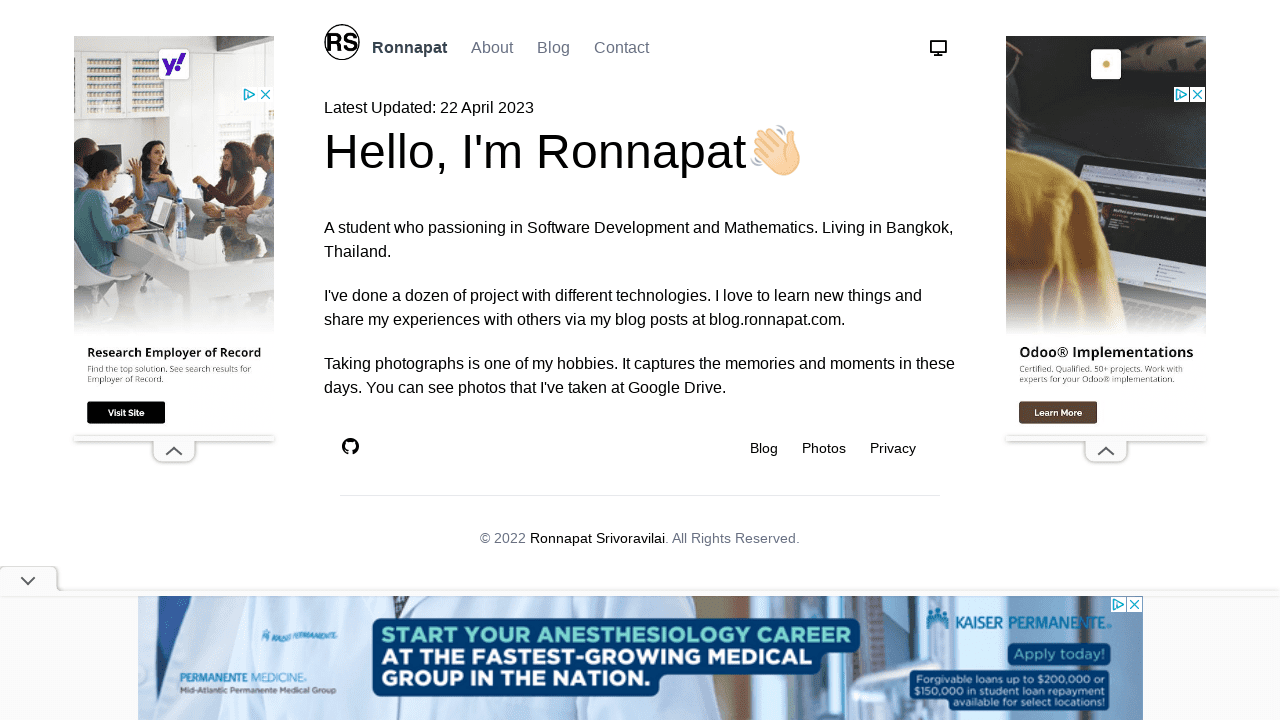 RS
Ronnapat
About
Blog
Contact
Latest Updated: 22 April 2023
Hello, I'm Ronnapat👋
A student who passioning in Software Development and Mathematics. Living in Bangkok,
Thailand.
I've done a dozen of project with different technologies. I love to learn new things and
share my experiences with others via my blog posts at blog.ronnapat.com.
Taking photographs is one of my hobbies. It captures the memories and moments in these
days. You can see photos that I've taken at Google Drive.
Blog
Photos
Privacy
© 2022 Ronnapat Srivoravilai. All Rights Reserved.
y!
Research Employer of Record
Find the top solution. See search results for
Employer of Record.
Visit Site
Odoo® Implementations
Certified. Qualified. 50+ projects. Work with
experts for your Odoo® implementation.
Learn More
KAISER PERMANENTE
PERMANENTE MEDICINE®
Mid-Atlantic Permanente Medical Group
START YOUR ANESTHESIOLOGY CAREER
AT THE FASTEST-GROWING MEDICAL
GROUP IN THE NATION.
KAISER PERMANENTE®
Apply today!
Forgivable loans up to $200,000 or
$150,000 in student loan repayment
available for select locations!